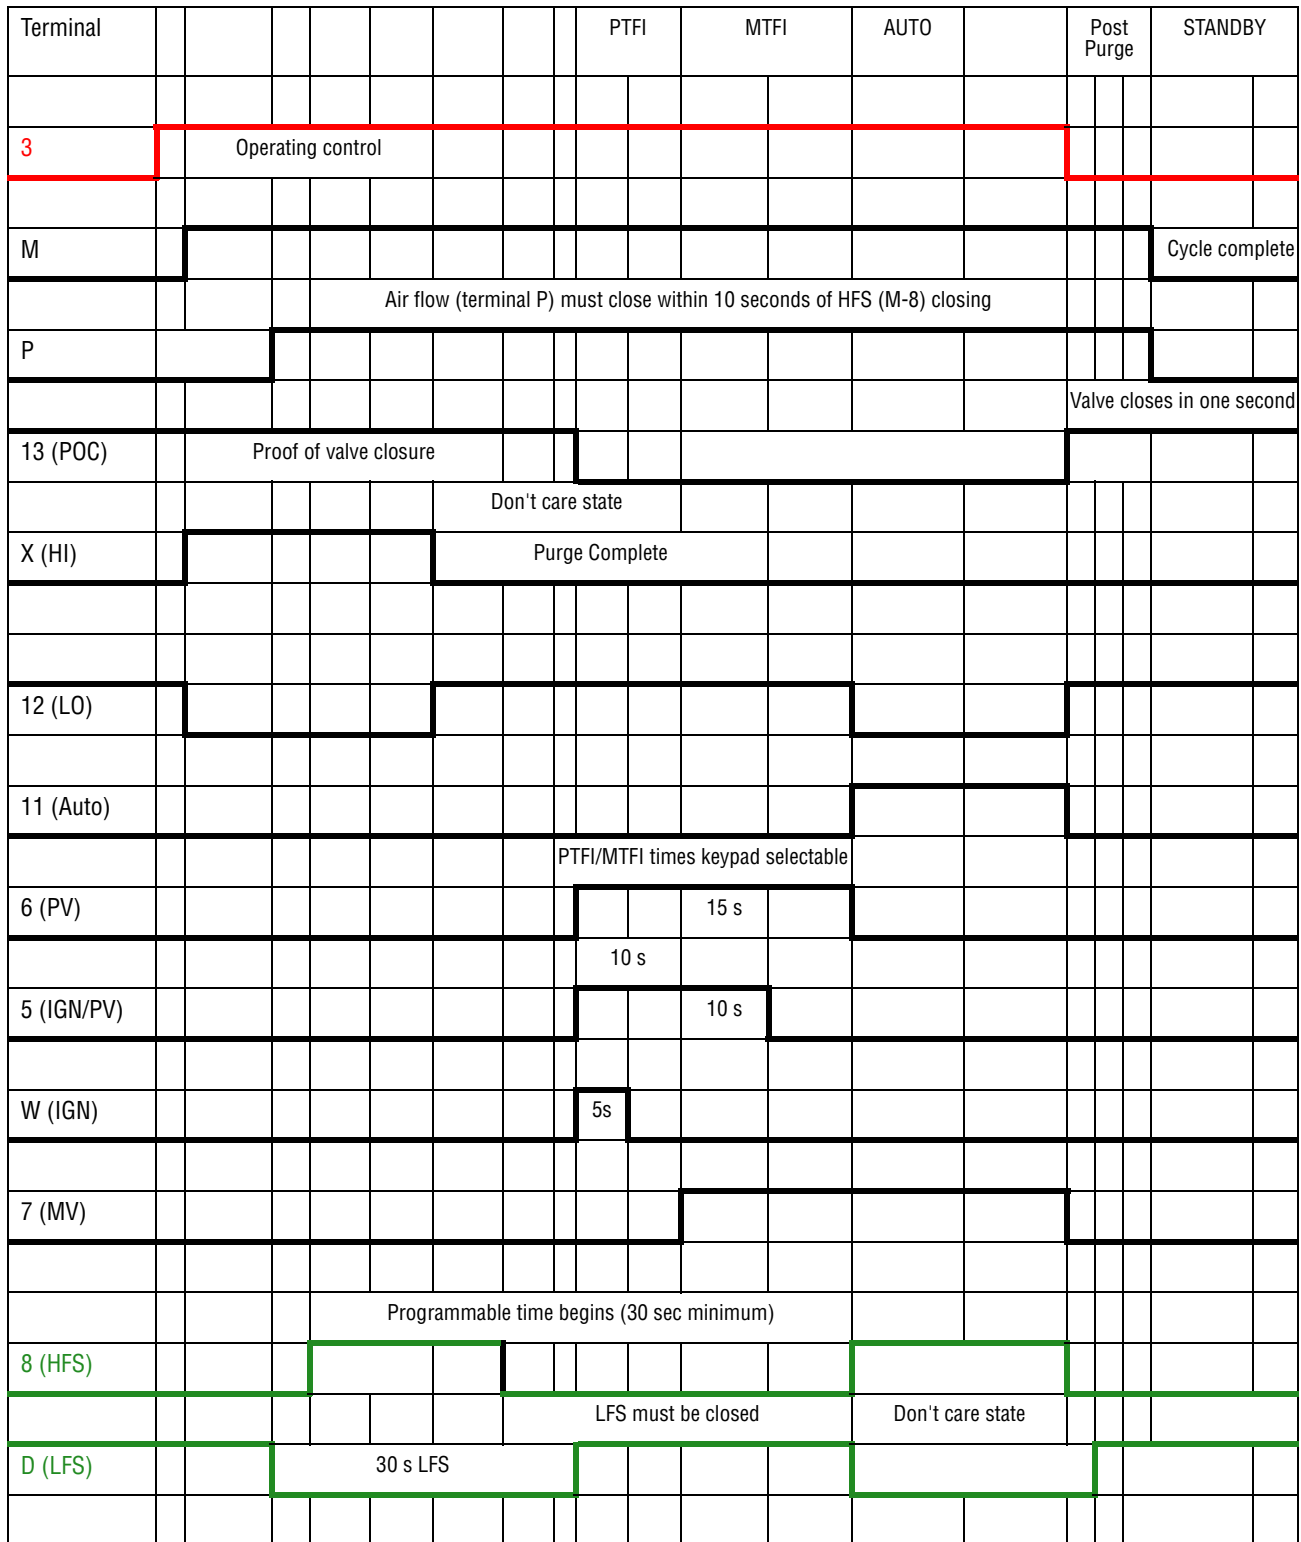 Terminal PTFI MTFI AUTO Post STANDBY
Purge
3 Operating control
M Cycle complete
Air flow (terminal P) must close within 10 seconds of HFS (M-8) closing
P
Valve closes in one second
13 (POC) Proof of valve closure
Don't care state
X (HI) Purge Complete
12 (LO)
11 (Auto)
PTFI/MTFI times keypad selectable
6 (PV) 15 s
10 s
5 (IGN/PV) 10 s
W (IGN) 5s
7 (MV)
Programmable time begins (30 sec minimum)
8 (HFS)
LFS must be closed Don't care state
D (LFS) 30 s LFS